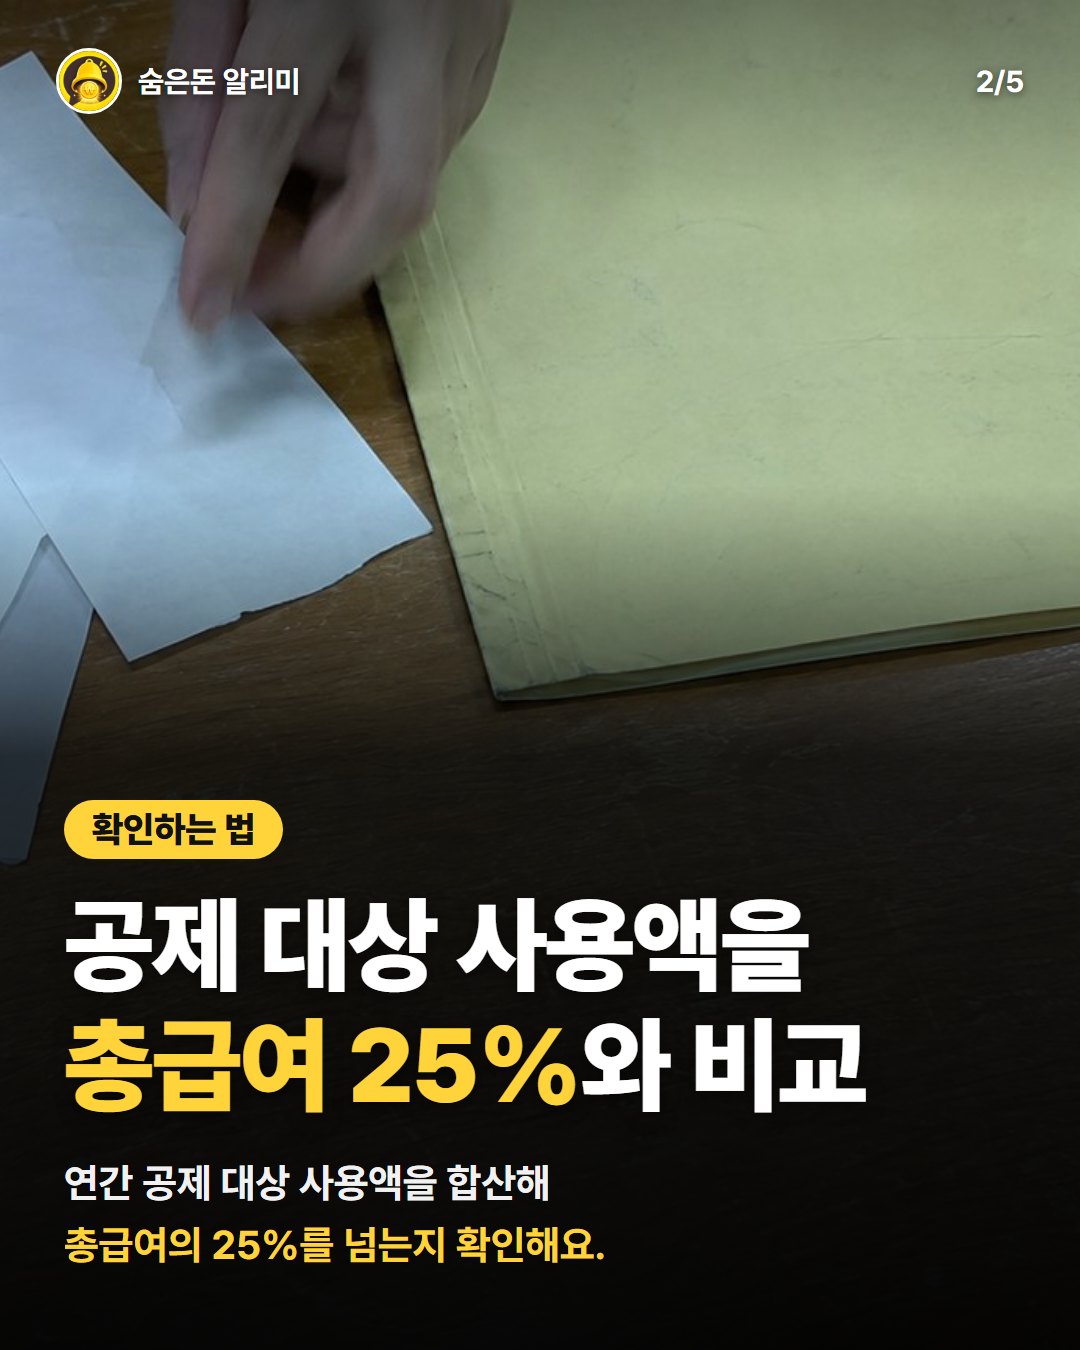 숨은돈 알리미
2/5
확인하는 법
공제 대상 사용액을
총급여 25%와 비교
연간 공제 대상 사용액을 합산해
총급여의 25%를 넘는지 확인해요.